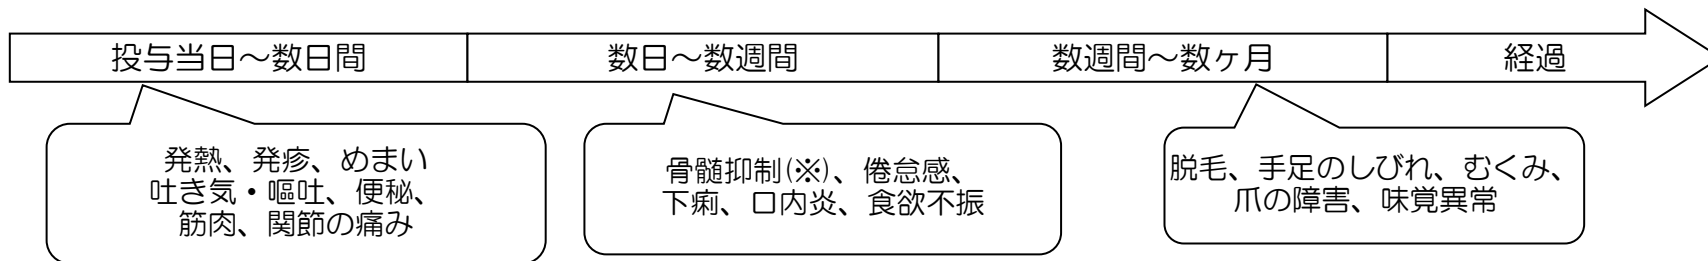 投与当日～数日間
数日～数週間
数週間～数ヶ月
経過
発熱、発疹、めまい
吐き気・嘔吐、便秘、
筋肉、関節の痛み
骨髄抑制(※)、倦怠感、
下痢、口内炎、食欲不振
脱毛、手足のしびれ、むくみ、
爪の障害、味覚異常